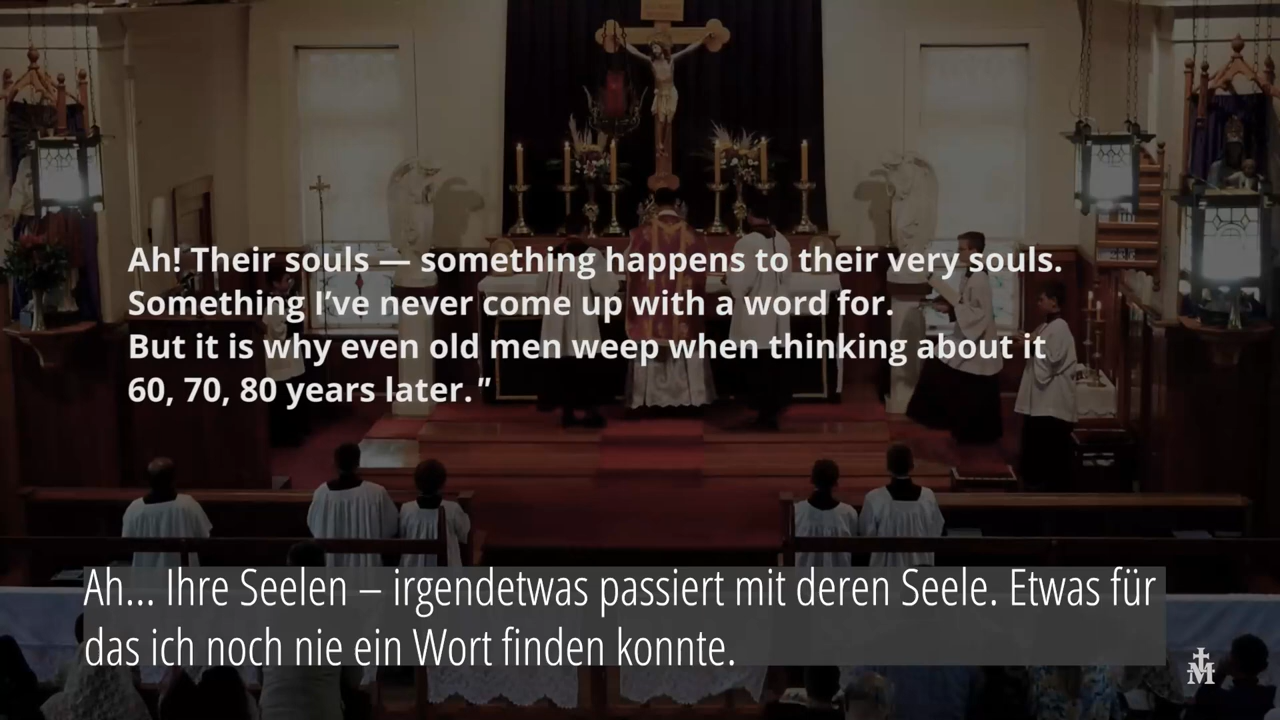 Ah! Their souls — something happens to their very souls.
Something I’ve never come up with a word for.
But it is why even old men weep when thinking about it
60, 70, 80 years later.”
Ah... Ihre Seelen – irgendetwas passiert mit deren Seele. Etwas für
das ich noch nie ein Wort finden konnte.